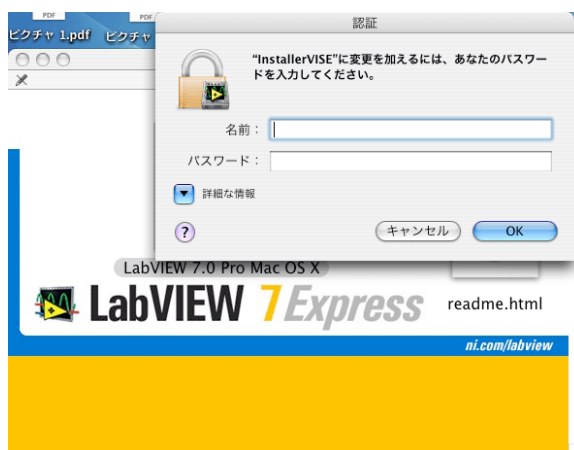 PDF
PDF
ピクチャ 1.pdf
ピクチャ
認証
“InstallerVISE”に変更を加えるには、あなたのパスワー
ドを入力してください。
名前：
パスワード：
詳細な情報
?
キャンセル
OK
LabVIEW 7.0 Pro Mac OS X
LabVIEW 7 Express
readme.html
ni.com/labview